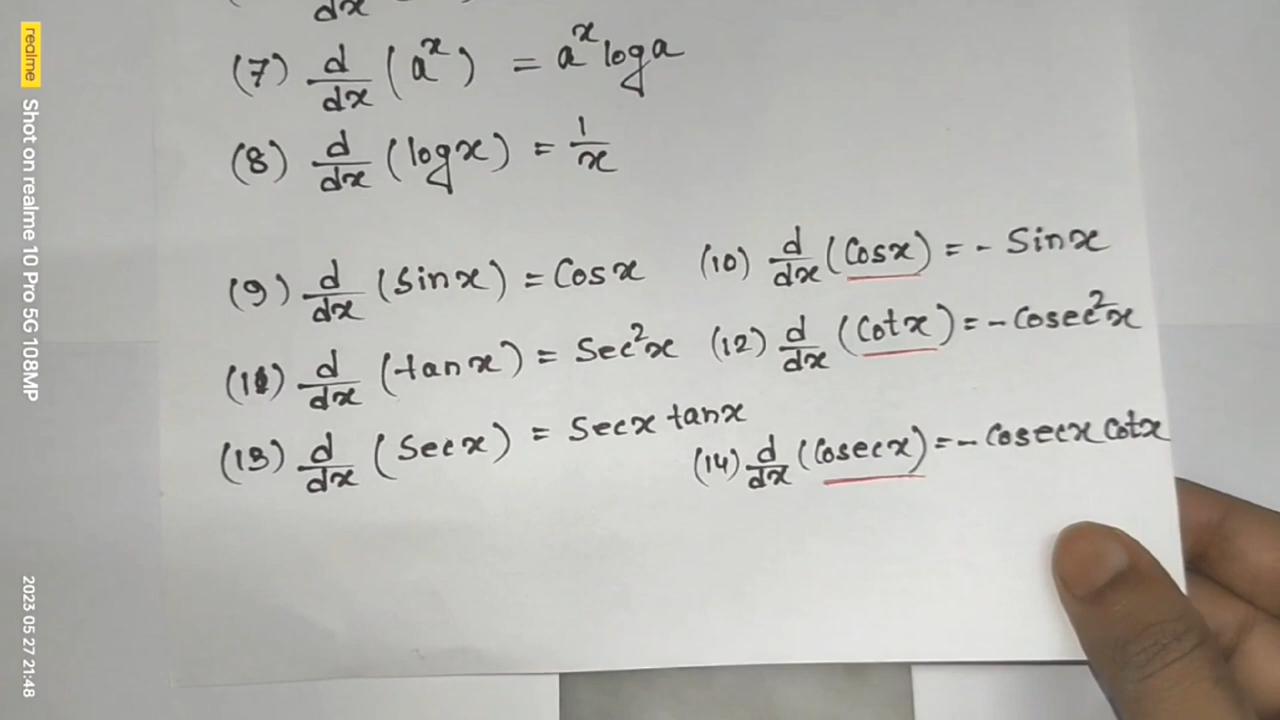 d/dx
(7) d/dx (a^x) = a^x log a
(8) d/dx (log x) = 1/x
(9) d/dx (Sin x) = Cos x (10) d/dx (Cos x) = - Sin x
(11) d/dx (tan x) = Sec²x (12) d/dx (Cot x) = - Cosec²x
(13) d/dx (Sec x) = Sec x tan x
(14) d/dx (Cosec x) = - Cosec x Cot x
realme
Shot on realme 10 Pro 5G 108MP
2023 05 27 21:48